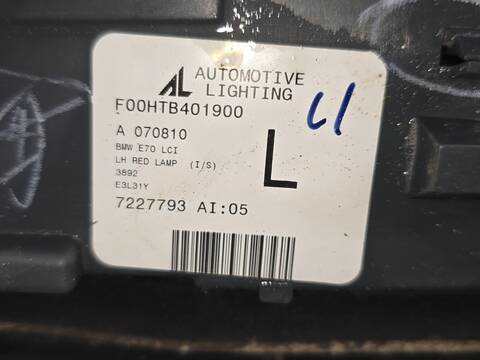 AL AUTOMOTIVE
LIGHTING
F00HTB401900
A 070810
BMW E70 LCI
LH RED LAMP (I/S)
3892
E3L31Y
L
7227793 AI:05